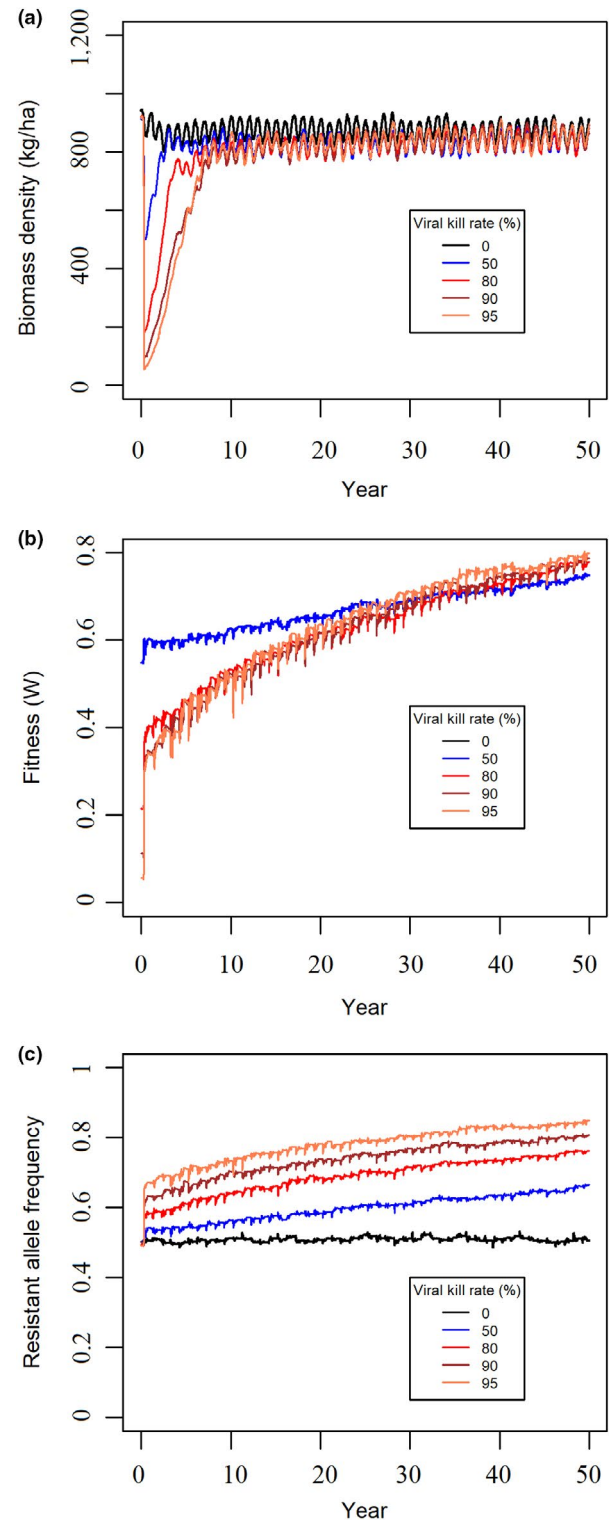 (a)
Biomass density (kg/ha)
1,200
800
400
0
Viral kill rate (%)
0
50
80
90
95
0 10 20 30 40 50
Year
(b)
Fitness (W)
0.8
0.6
0.4
0.2
0
Viral kill rate (%)
0
50
80
90
95
0 10 20 30 40 50
Year
(c)
Resistant allele frequency
1
0.8
0.6
0.4
0.2
0
Viral kill rate (%)
0
50
80
90
95
0 10 20 30 40 50
Year